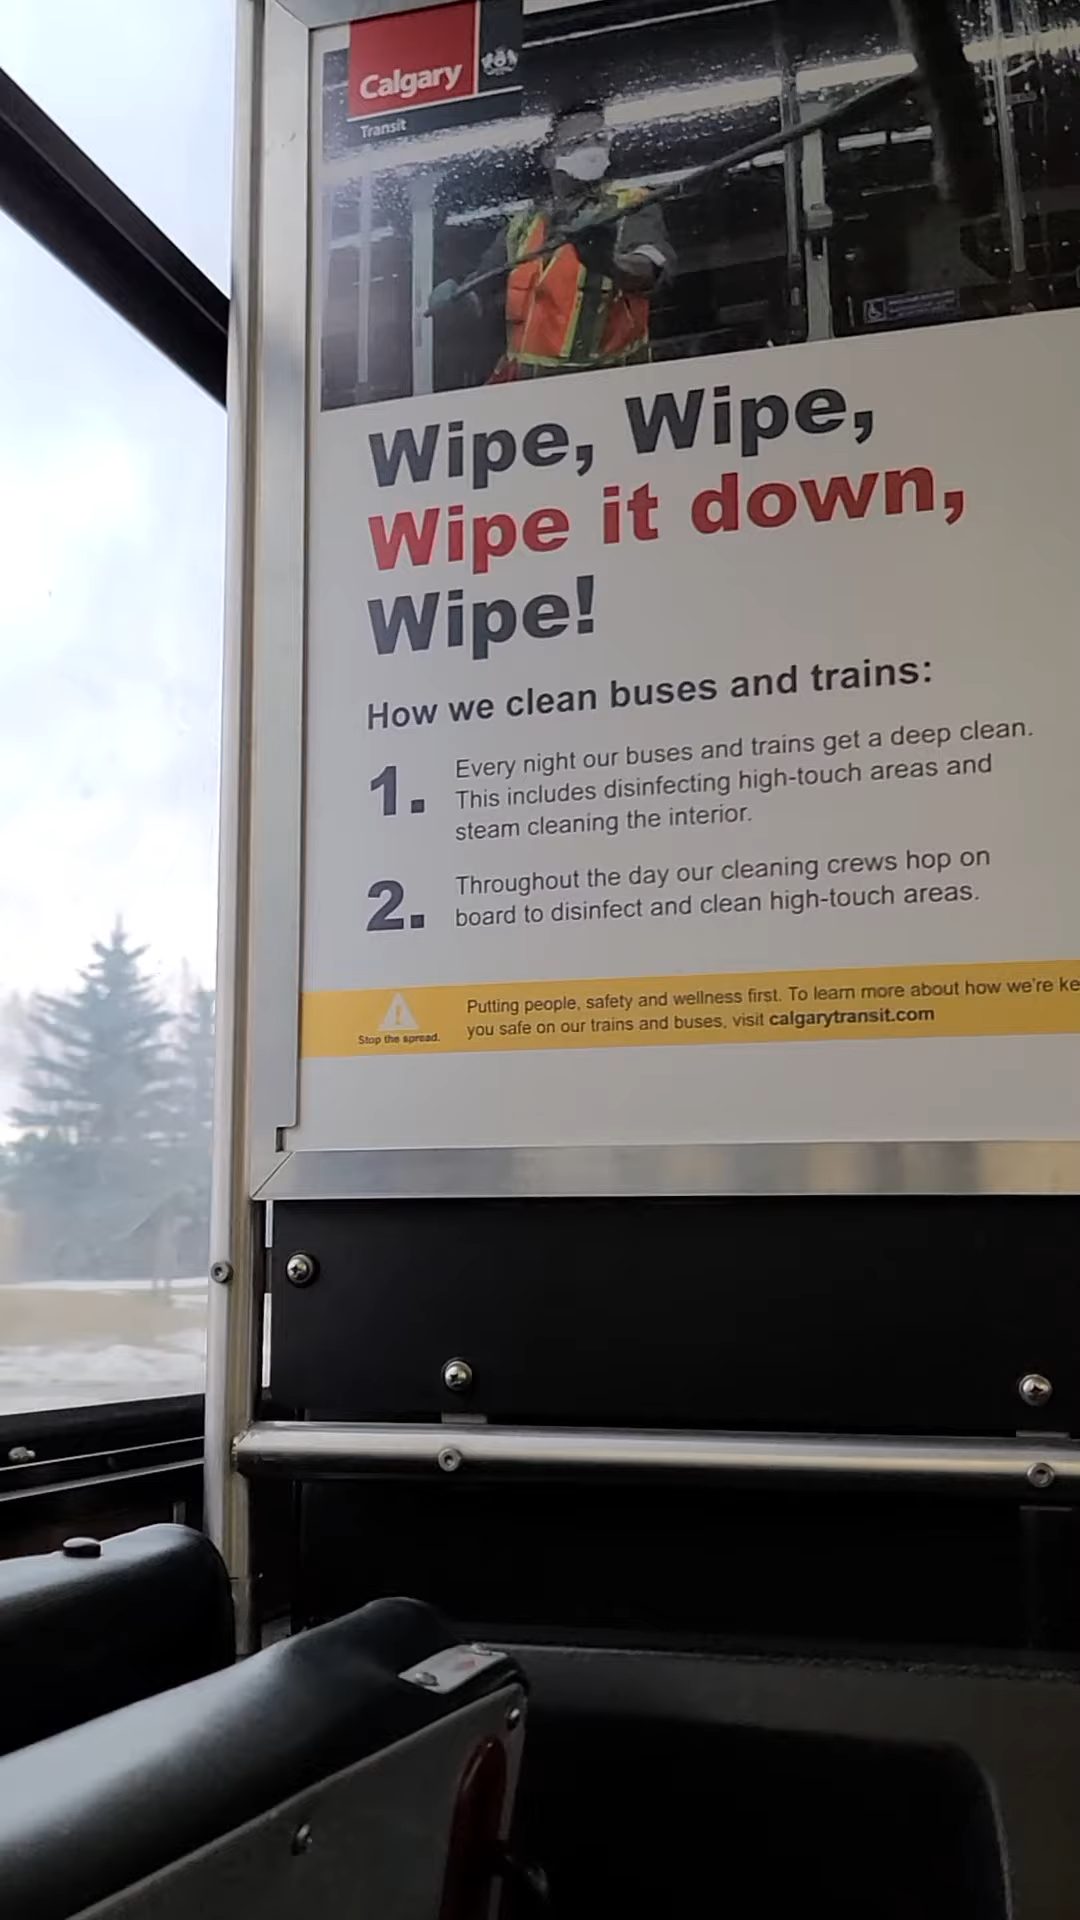 Calgary
Transit
Wipe, Wipe,
Wipe it down,
Wipe!
How we clean buses and trains:
1. Every night our buses and trains get a deep clean.
This includes disinfecting high-touch areas and
steam cleaning the interior.
2. Throughout the day our cleaning crews hop on
board to disinfect and clean high-touch areas.
Stop the spread.
Putting people, safety and wellness first. To learn more about how we're ke
you safe on our trains and buses, visit calgarytransit.com